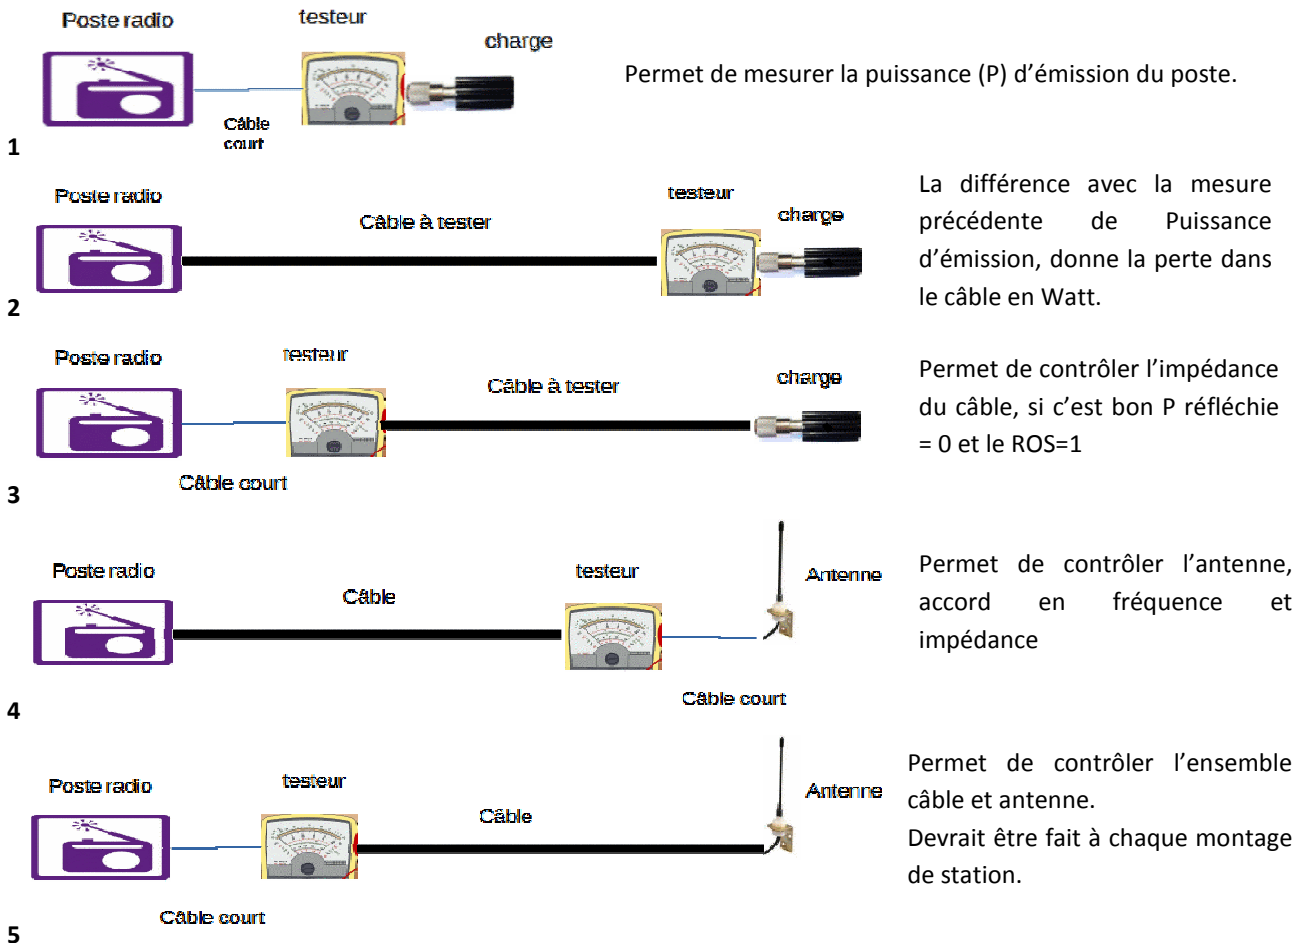 Poste radio
testeur
charge
Permet de mesurer la puissance (P) d’émission du poste.
Câble
court
1
Poste radio
testeur
Câble à tester
charge
La différence avec la mesure
précédente de Puissance
d’émission, donne la perte dans
le câble en Watt.
2
Poste radio
testeur
Câble à tester
charge
Permet de contrôler l’impédance
du câble, si c’est bon P réfléchie
= 0 et le ROS=1
Câble court
3
Poste radio
testeur
Antenne
Câble
Permet de contrôler l’antenne,
accord en fréquence et
impédance
Câble court
4
Poste radio
testeur
Antenne
Câble
Permet de contrôler l’ensemble
câble et antenne.
Devrait être fait à chaque montage
de station.
Câble court
5